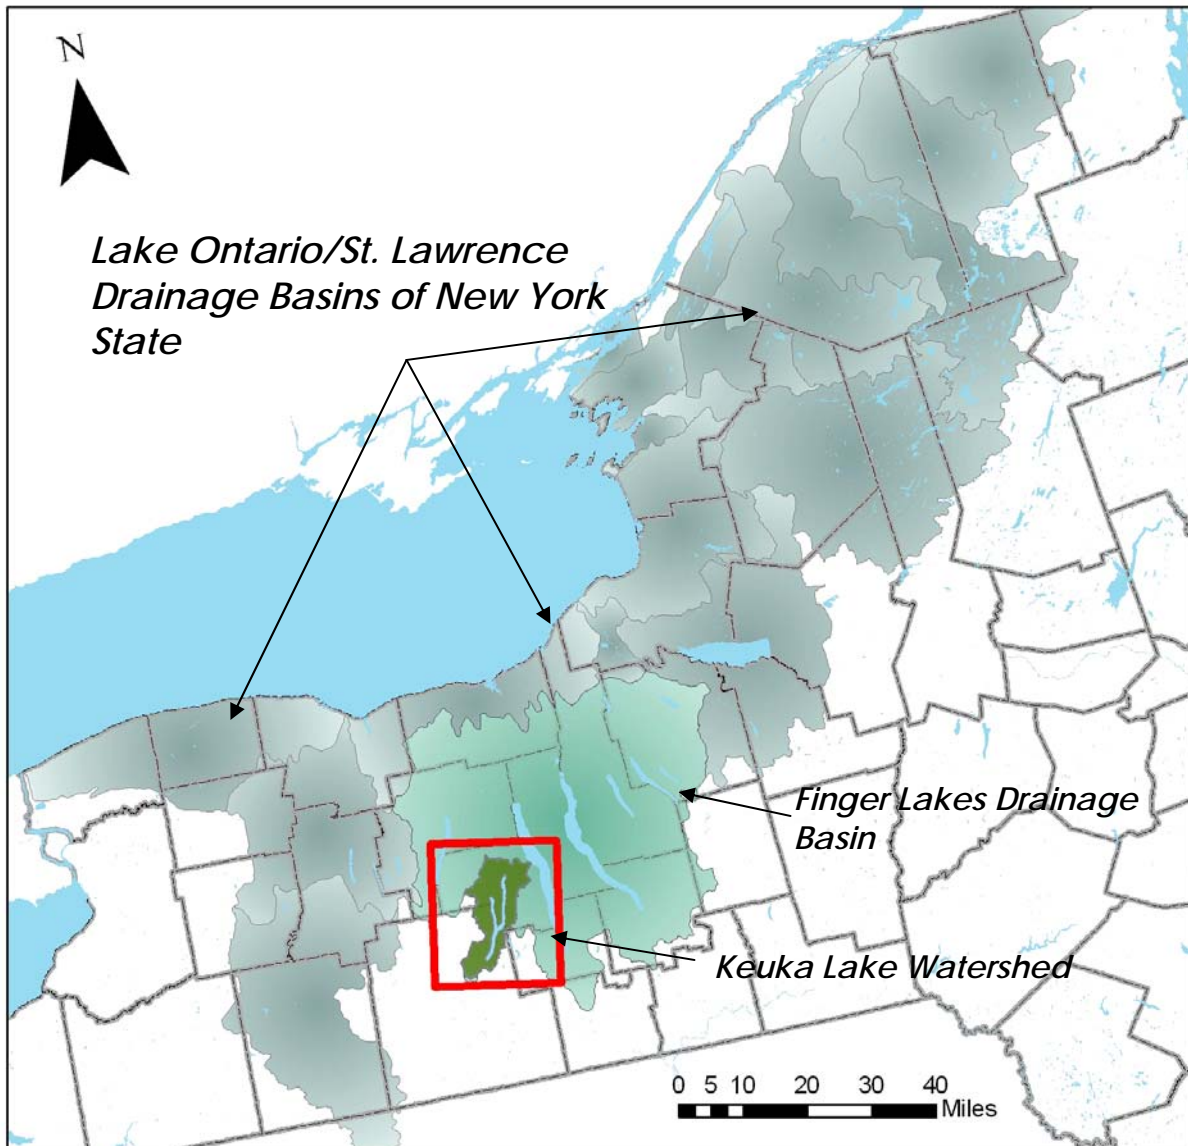 N
Lake Ontario/St. Lawrence
Drainage Basins of New York
State
Finger Lakes Drainage
Basin
Keuka Lake Watershed
0 5 10 20 30 40
Miles